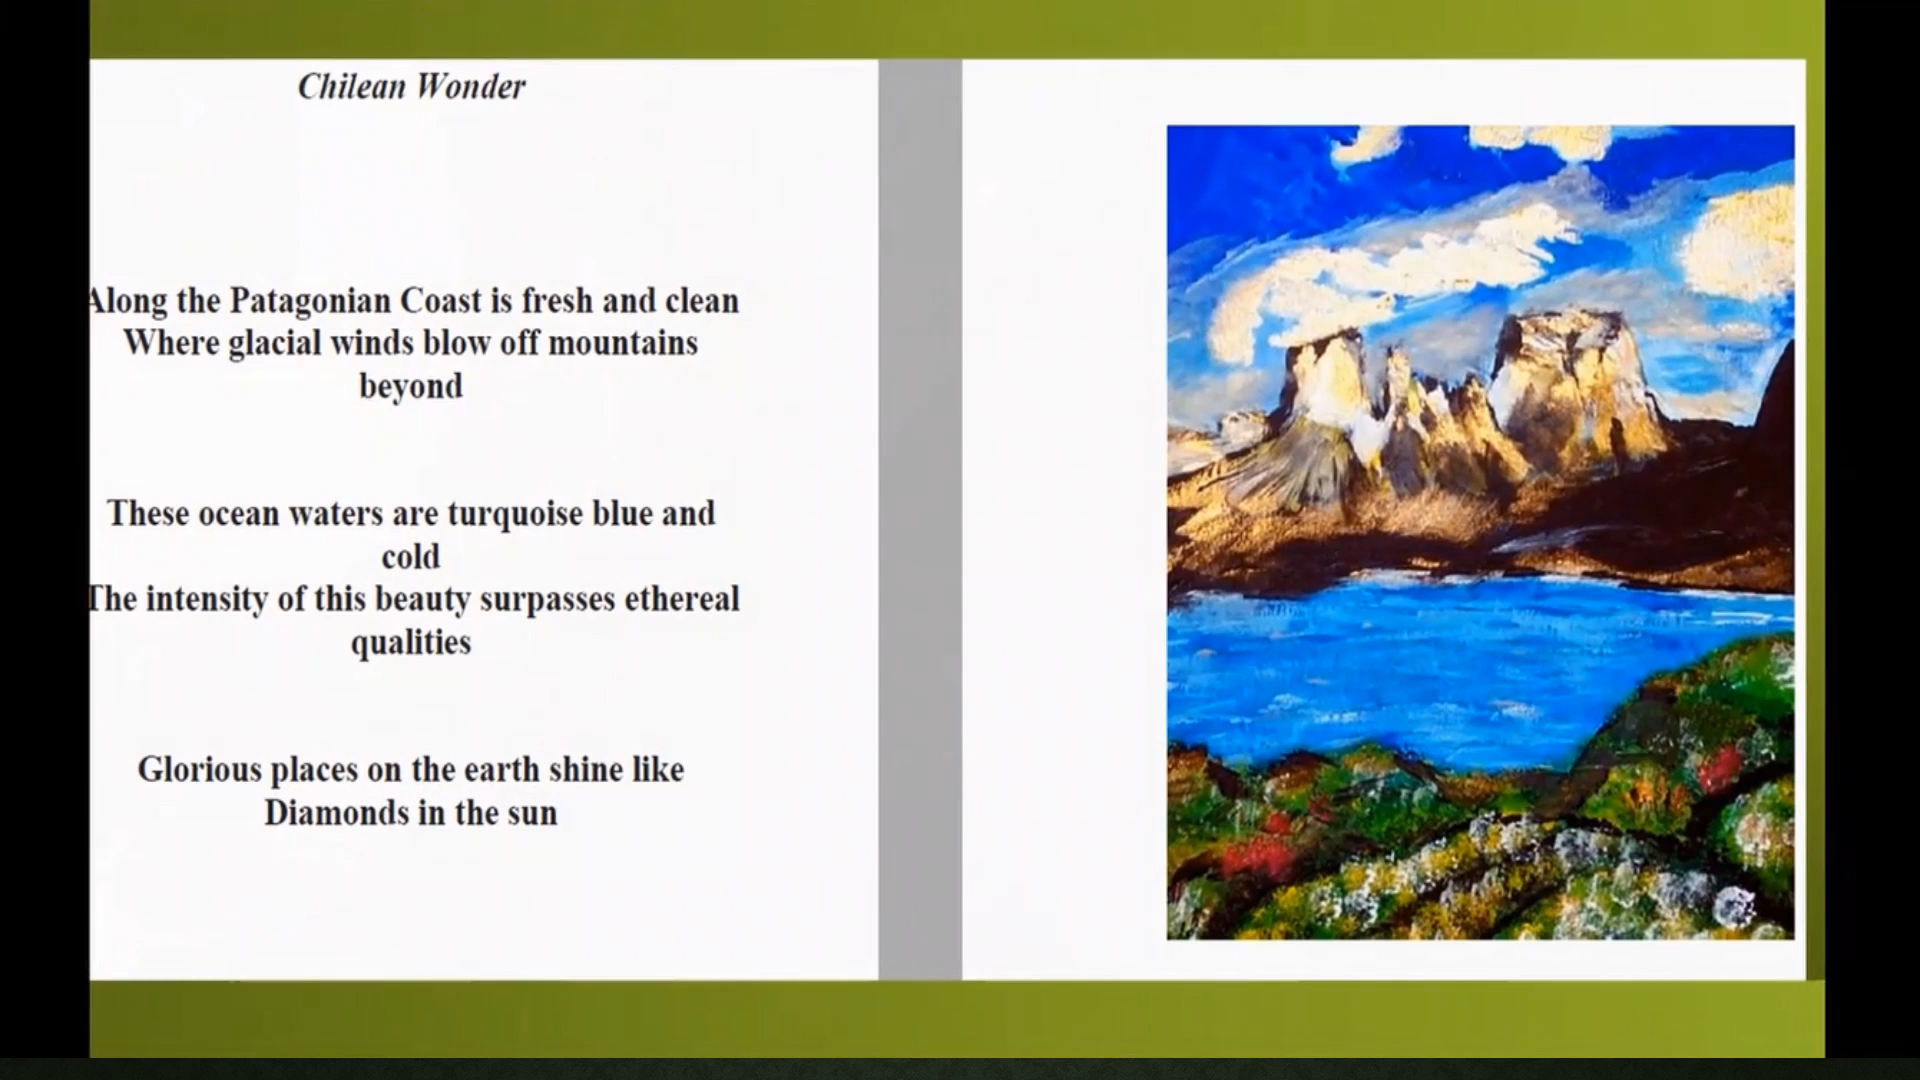 Chilean Wonder
Along the Patagonian Coast is fresh and clean
Where glacial winds blow off mountains
beyond
These ocean waters are turquoise blue and
cold
The intensity of this beauty surpasses ethereal
qualities
Glorious places on the earth shine like
Diamonds in the sun